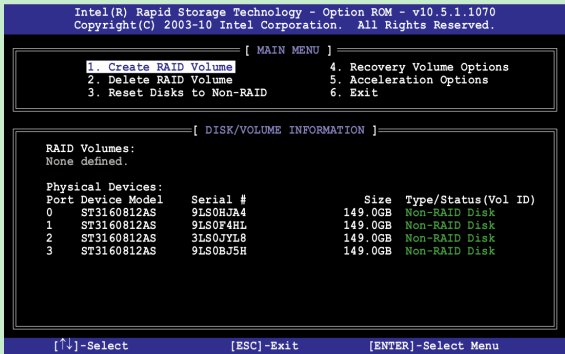 Intel(R) Rapid Storage Technology - Option ROM - v10.5.1.1070
Copyright(C) 2003-10 Intel Corporation.  All Rights Reserved.
[ MAIN MENU ]
1. Create RAID Volume 4. Recovery Volume Options
2. Delete RAID Volume 5. Acceleration Options
3. Reset Disks to Non-RAID 6. Exit
[ DISK/VOLUME INFORMATION ]
RAID Volumes:
None defined.
Physical Devices:
Port Device Model Serial # Size Type/Status(Vol ID)
0 ST3160812AS 9LS0HJA4 149.0GB Non-RAID Disk
1 ST3160812AS 9LS0F4HL 149.0GB Non-RAID Disk
2 ST3160812AS 3LS0JYL8 149.0GB Non-RAID Disk
3 ST3160812AS 9LS0BJ5H 149.0GB Non-RAID Disk
[↑↓]-Select [ESC]-Exit [ENTER]-Select Menu